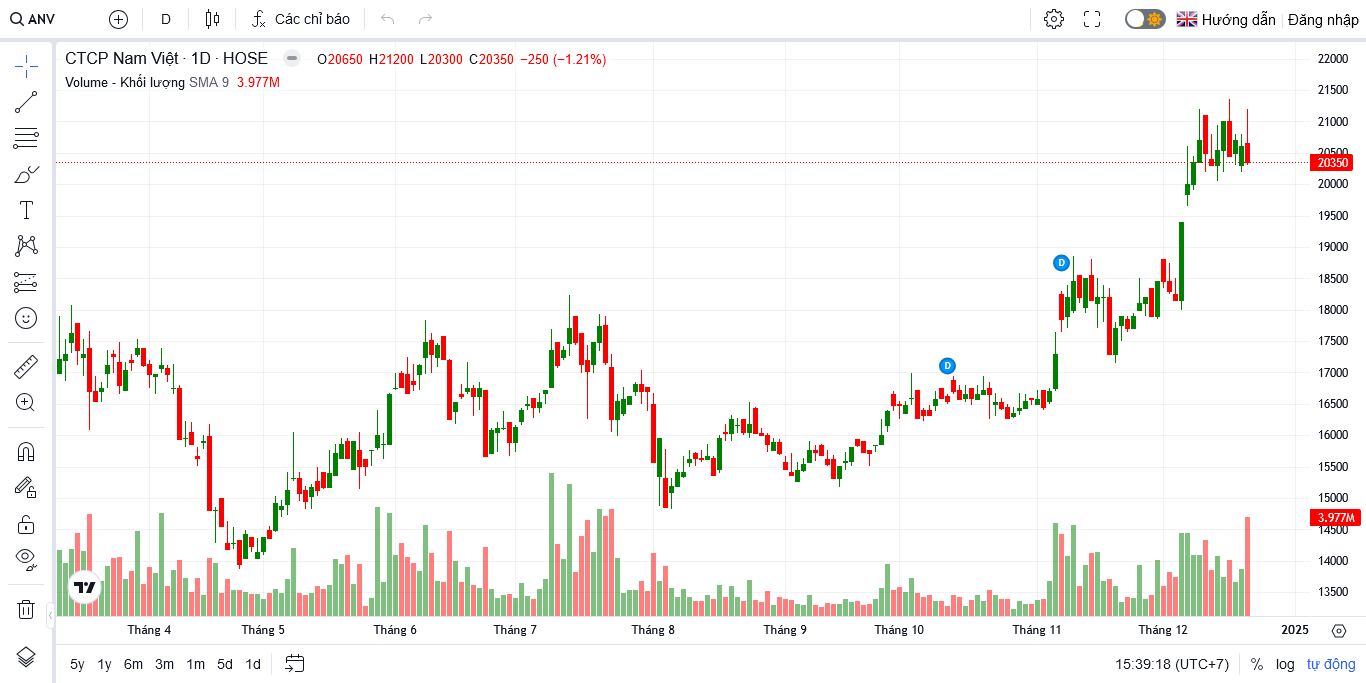 ANV D Các chỉ báo Hướng dẫn Đăng nhập
CTCP Nam Việt · 1D · HOSE O20650 H21200 L20300 C20350 −250 (−1.21%)
Volume - Khối lượng SMA 9 3.977M
22000
21500
21000
20500
20350
20000
19500
19000
18500
18000
17500
17000
16500
16000
15500
15000
3.977M
14500
14000
13500
D
D
Tháng 4 Tháng 5 Tháng 6 Tháng 7 Tháng 8 Tháng 9 Tháng 10 Tháng 11 Tháng 12 2025
5y 1y 6m 3m 1m 5d 1d 15:39:18 (UTC+7) % log tự động